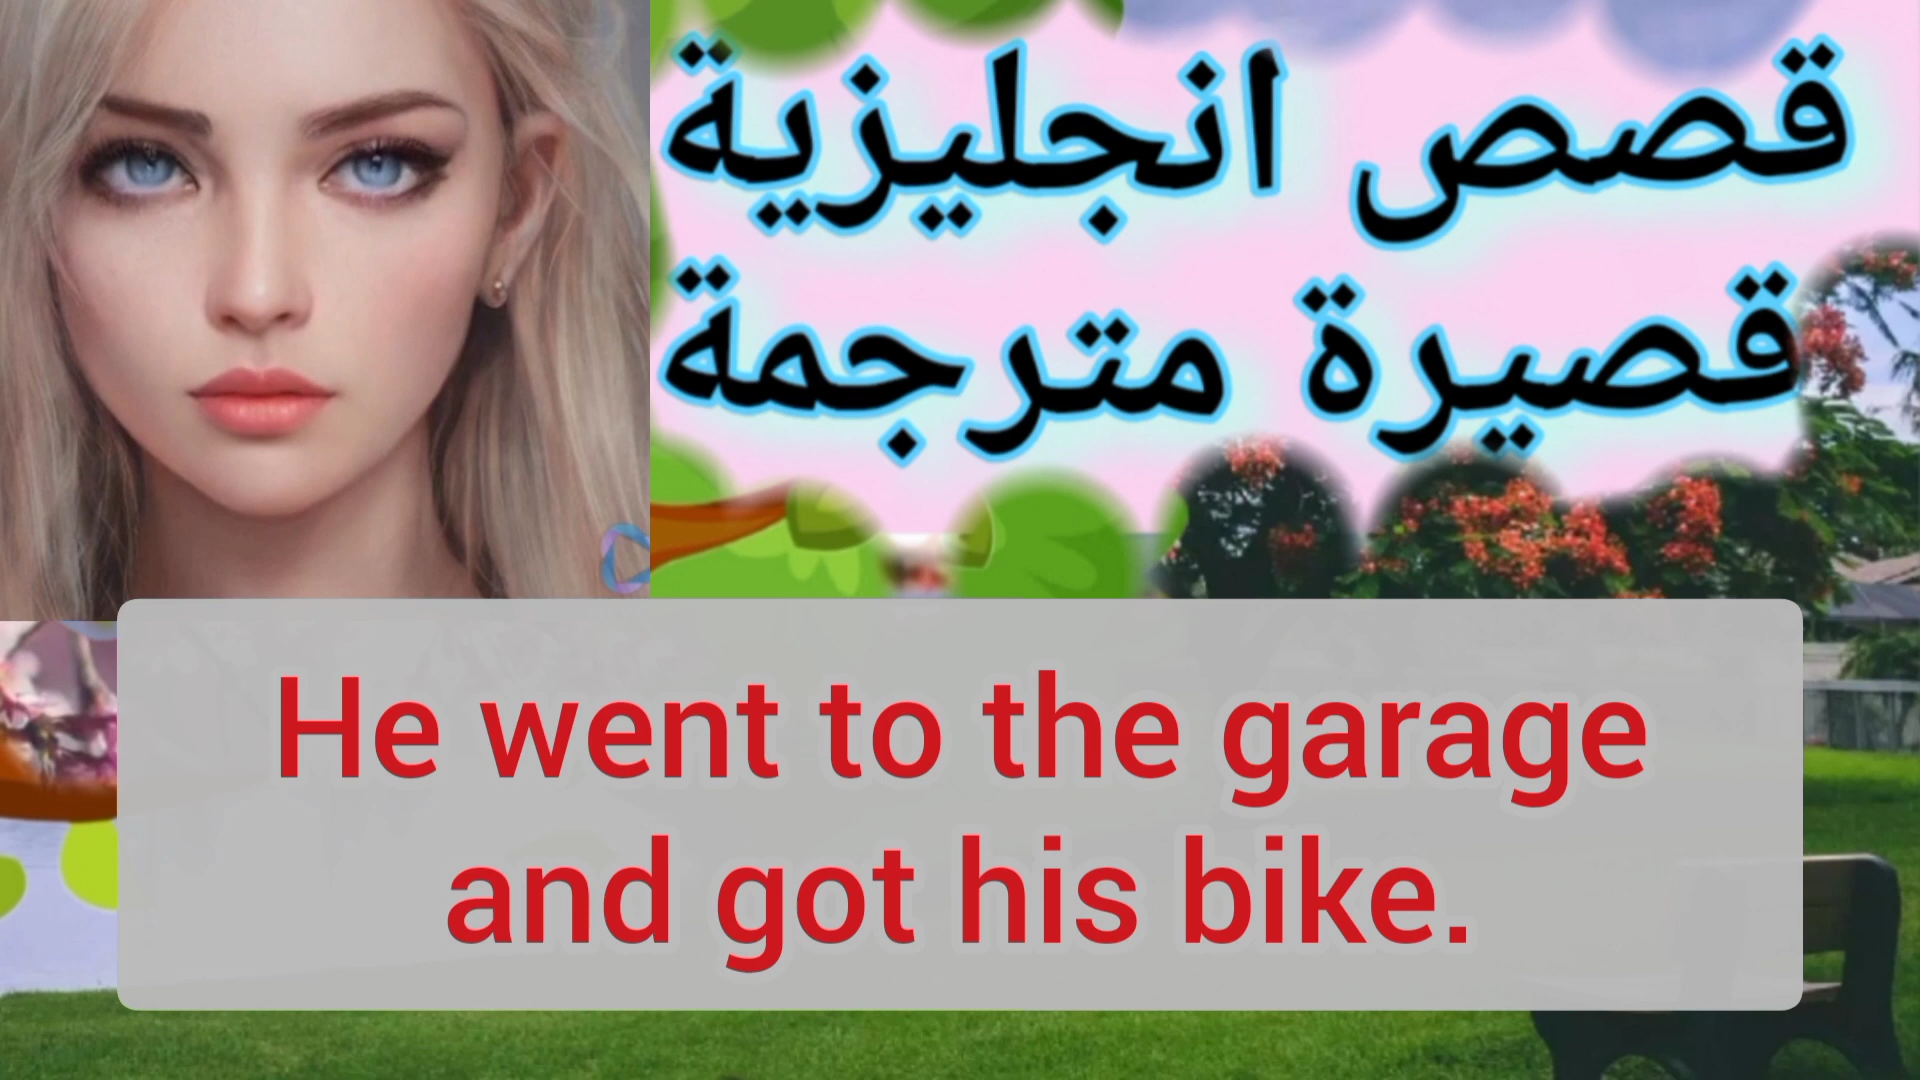 قصص انجليزية
قصيرة مترجمة
He went to the garage
and got his bike.